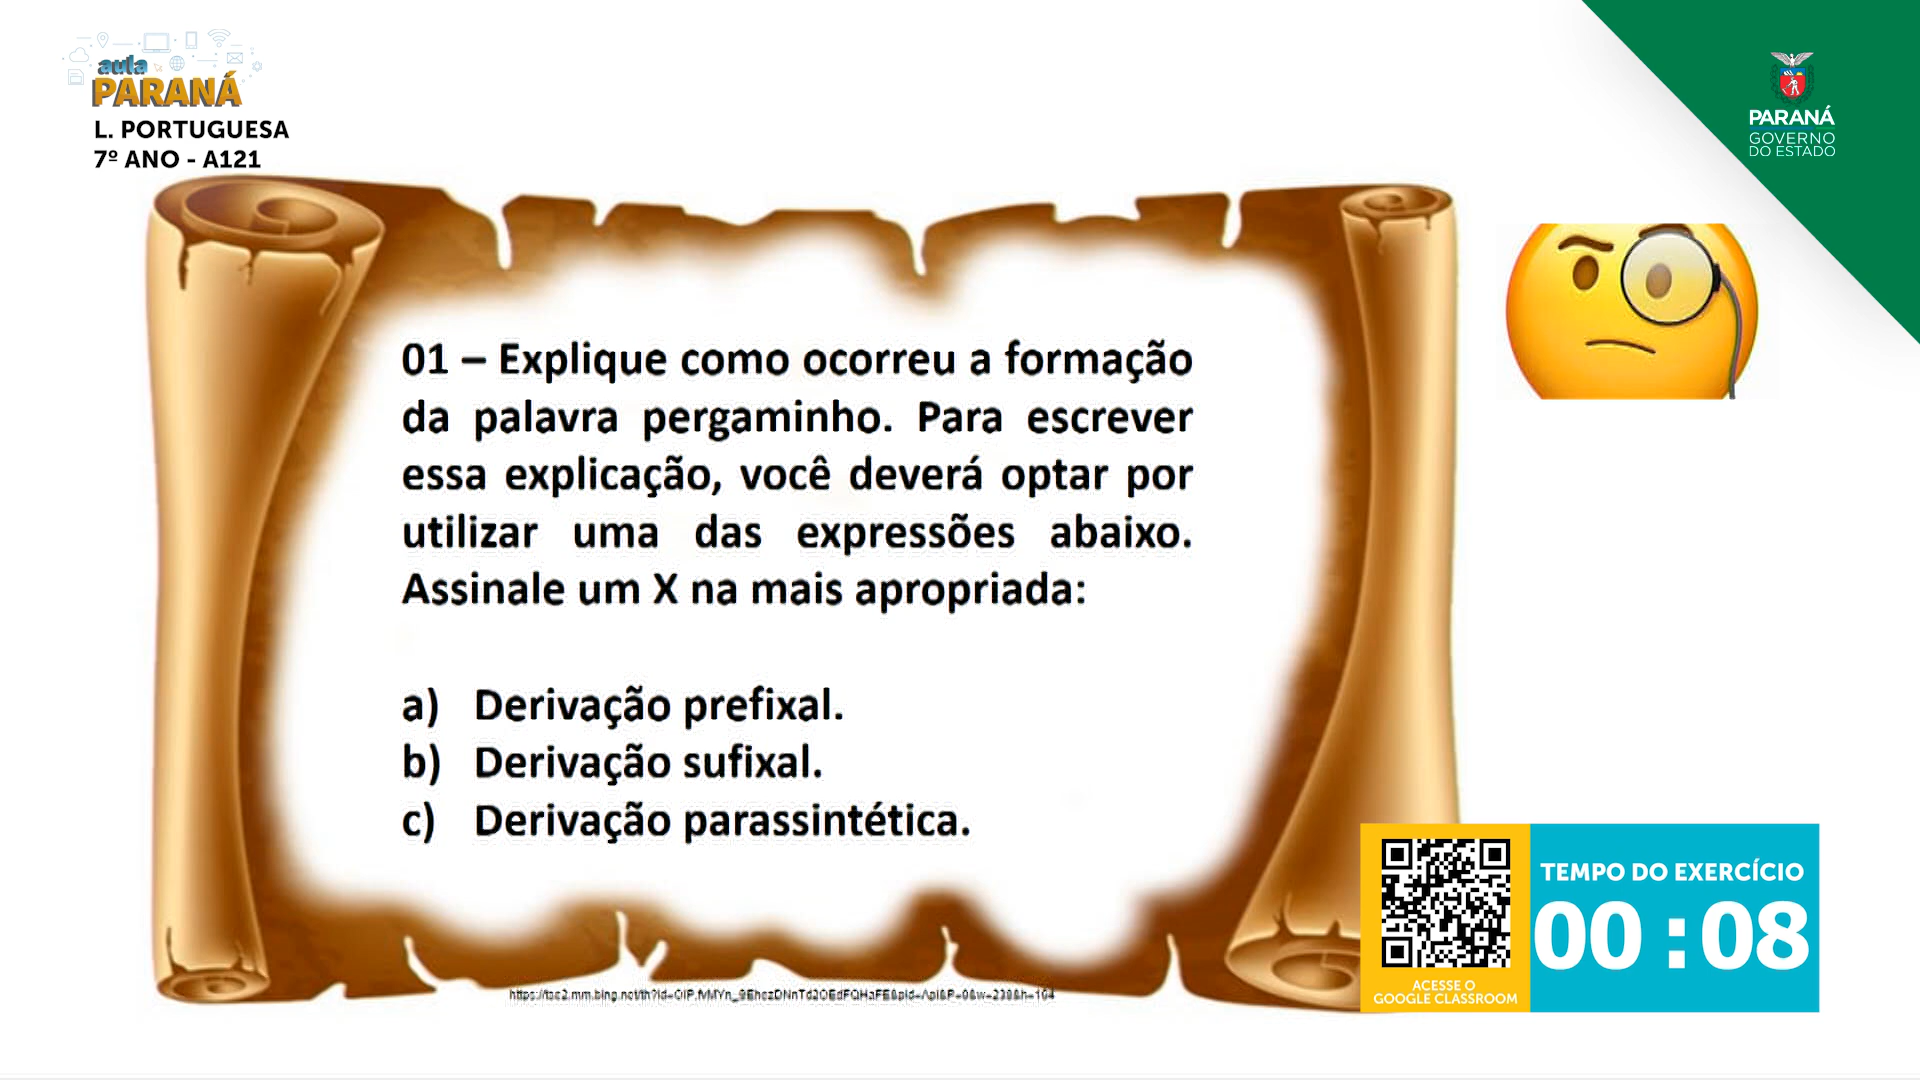 aula
PARANÁ
L. PORTUGUESA
7º ANO - A121
PARANÁ
GOVERNO
DO ESTADO
01 – Explique como ocorreu a formação
da palavra pergaminho. Para escrever
essa explicação, você deverá optar por
utilizar uma das expressões abaixo.
Assinale um X na mais apropriada:
a) Derivação prefixal.
b) Derivação sufixal.
c) Derivação parassintética.
TEMPO DO EXERCÍCIO
00 : 08
ACESSE O
GOOGLE CLASSROOM